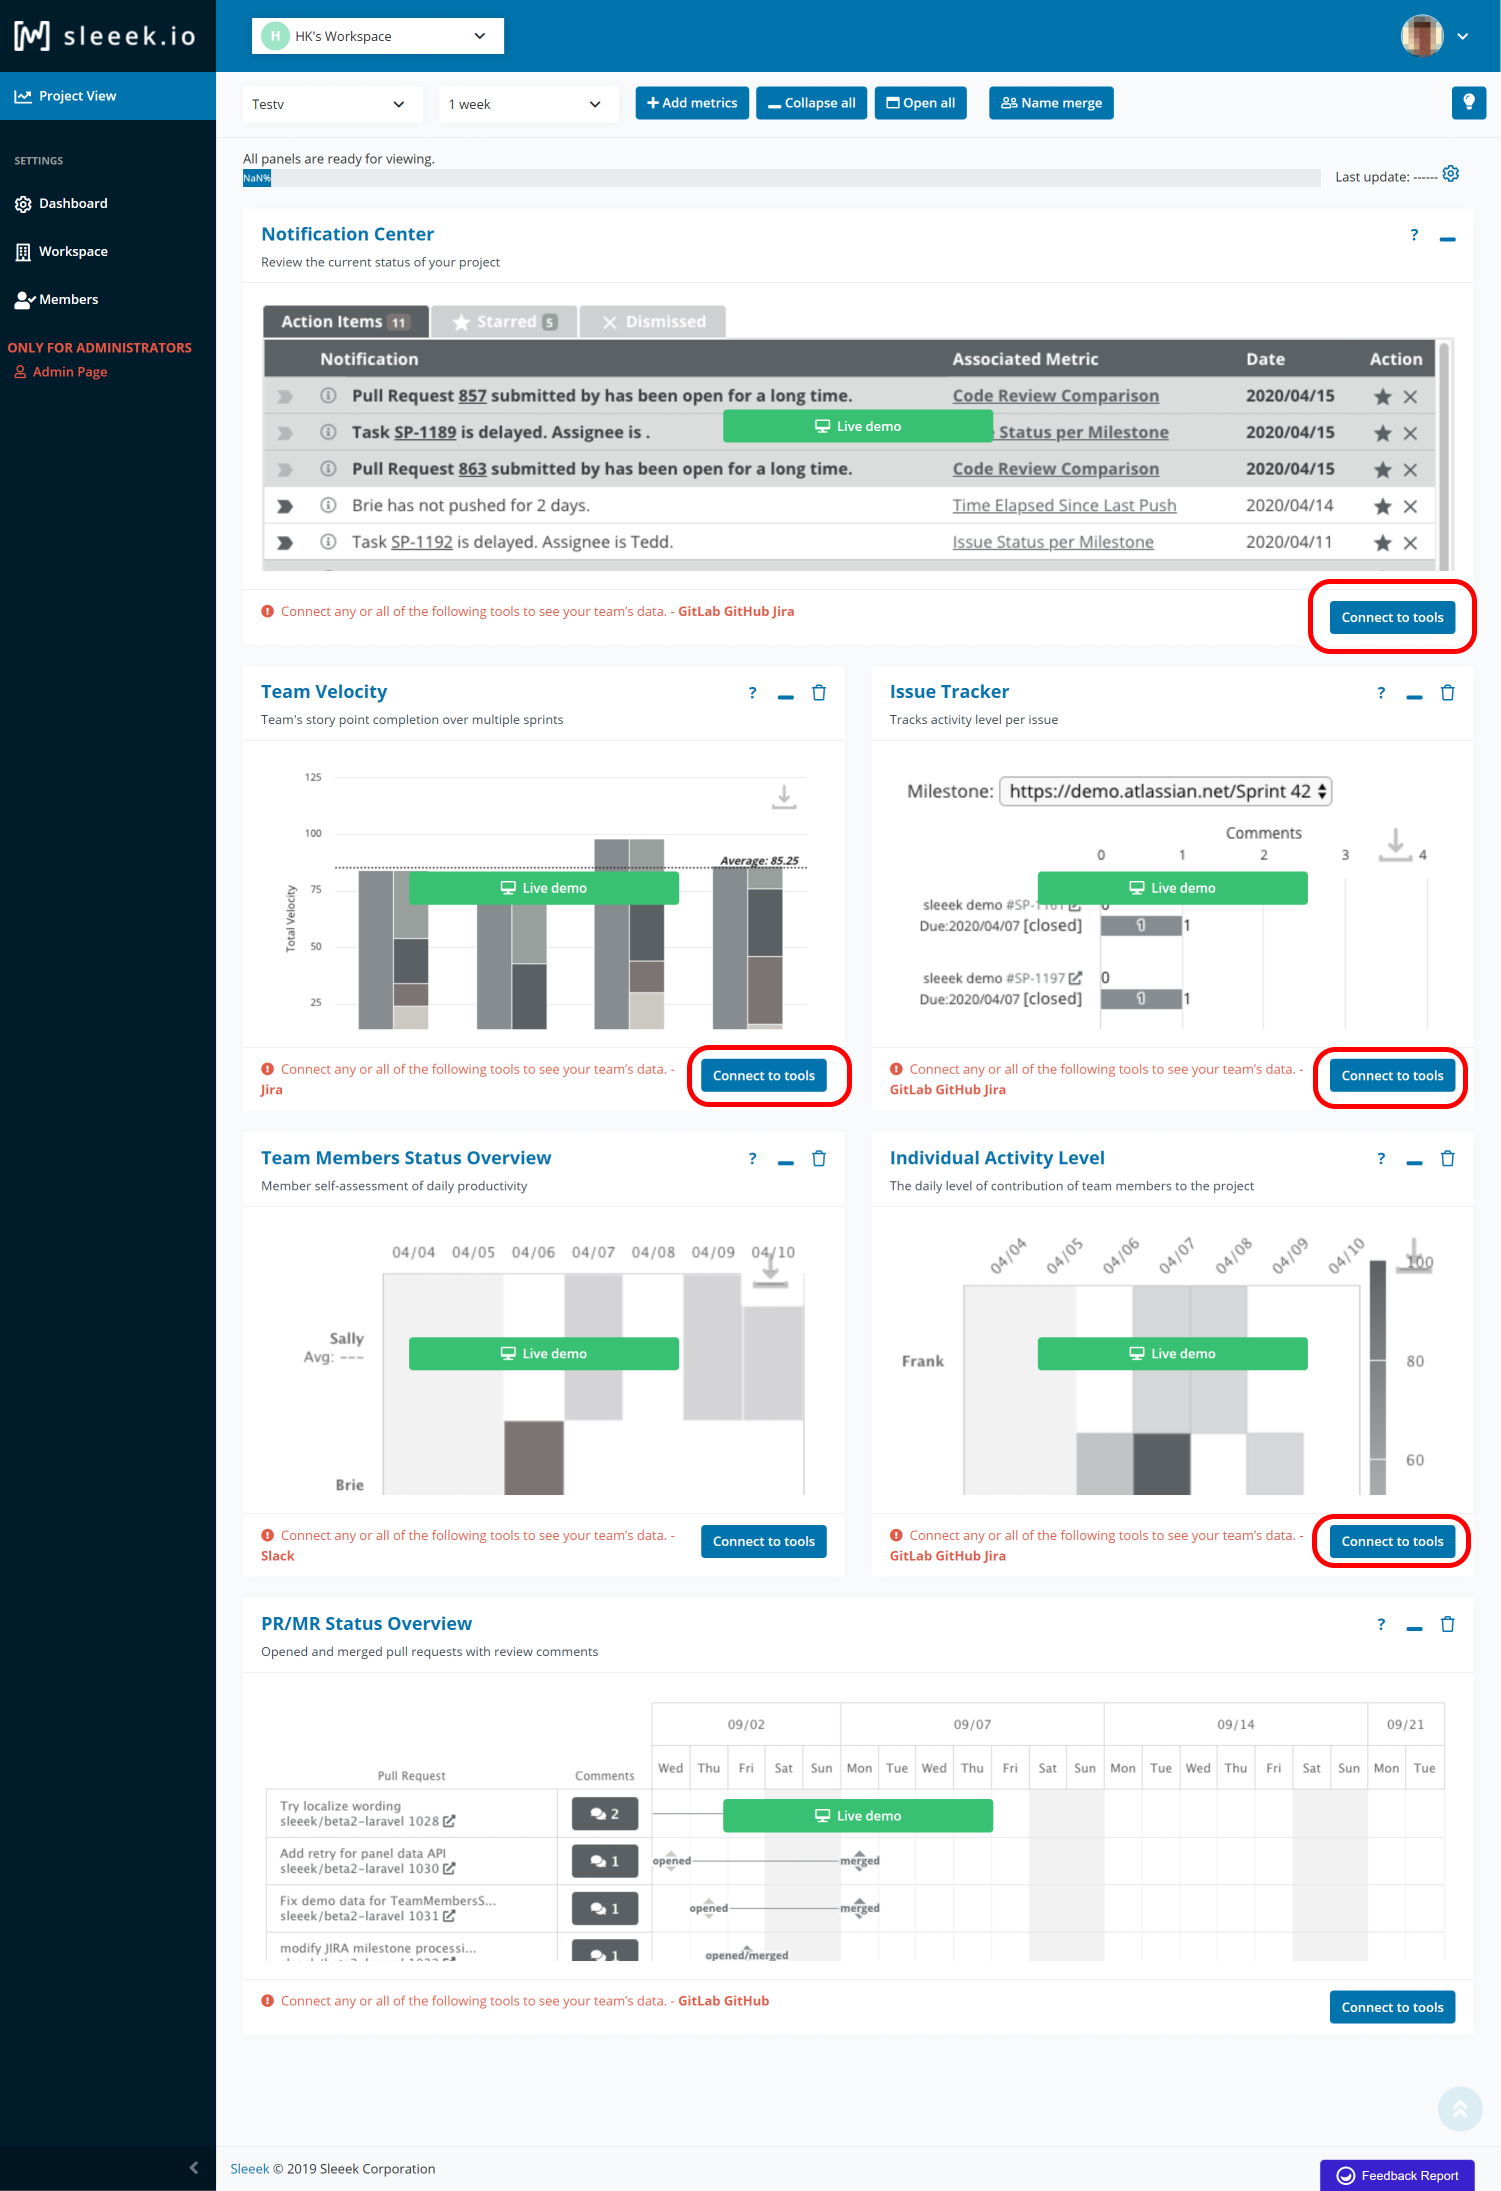 sleeek.io
H HK's Workspace
Project View
SETTINGS
Dashboard
Workspace
Members
ONLY FOR ADMINISTRATORS
Admin Page
Testv
1 week
Add metrics
Collapse all
Open all
Name merge
All panels are ready for viewing.
NaN%
Last update: ------
Notification Center
?
Review the current status of your project
Action Items 11
Starred 5
Dismissed
Notification Associated Metric Date Action
Pull Request 857 submitted by has been open for a long time. Code Review Comparison 2020/04/15
Live demo
Task SP-1189 is delayed. Assignee is . Status per Milestone 2020/04/15
Pull Request 863 submitted by has been open for a long time. Code Review Comparison 2020/04/15
Brie has not pushed for 2 days. Time Elapsed Since Last Push 2020/04/14
Task SP-1192 is delayed. Assignee is Tedd. Issue Status per Milestone 2020/04/11
Connect any or all of the following tools to see your team's data. - GitLab GitHub Jira
Connect to tools
Team Velocity
?
Team's story point completion over multiple sprints
125
100
Average: 85.25
75
Live demo
Total Velocity
50
25
Connect any or all of the following tools to see your team's data. -
Jira
Connect to tools
Issue Tracker
?
Tracks activity level per issue
Milestone: https://demo.atlassian.net/Sprint 42
Comments
0 1 2 3 4
Live demo
sleeek demo #SP-1161 0
Due:2020/04/07 [closed] 1 1
sleeek demo #SP-1197 0
Due:2020/04/07 [closed] 1 1
Connect any or all of the following tools to see your team's data. -
GitLab GitHub Jira
Connect to tools
Team Members Status Overview
?
Member self-assessment of daily productivity
04/04 04/05 04/06 04/07 04/08 04/09 04/10
Sally
Avg: ---
Live demo
Brie
Connect any or all of the following tools to see your team's data. -
Slack
Connect to tools
Individual Activity Level
?
The daily level of contribution of team members to the project
04/04 04/05 04/06 04/07 04/08 04/09 04/10
100
Live demo
Frank
80
60
Connect any or all of the following tools to see your team's data. -
GitLab GitHub Jira
Connect to tools
PR/MR Status Overview
?
Opened and merged pull requests with review comments
09/02 09/07 09/14 09/21
Pull Request Comments Wed Thu Fri Sat Sun Mon Tue Wed Thu Fri Sat Sun Mon Tue Wed Thu Fri Sat Sun Mon Tue
Try localize wording
sleeek/beta2-laravel 1028
2
Live demo
Add retry for panel data API
sleeek/beta2-laravel 1030
1
opened merged
Fix demo data for TeamMembersS...
sleeek/beta2-laravel 1031
1
opened merged
modify JIRA milestone processi...
1
opened/merged
Connect any or all of the following tools to see your team's data. - GitLab GitHub
Connect to tools
Sleeek © 2019 Sleeek Corporation
Feedback Report